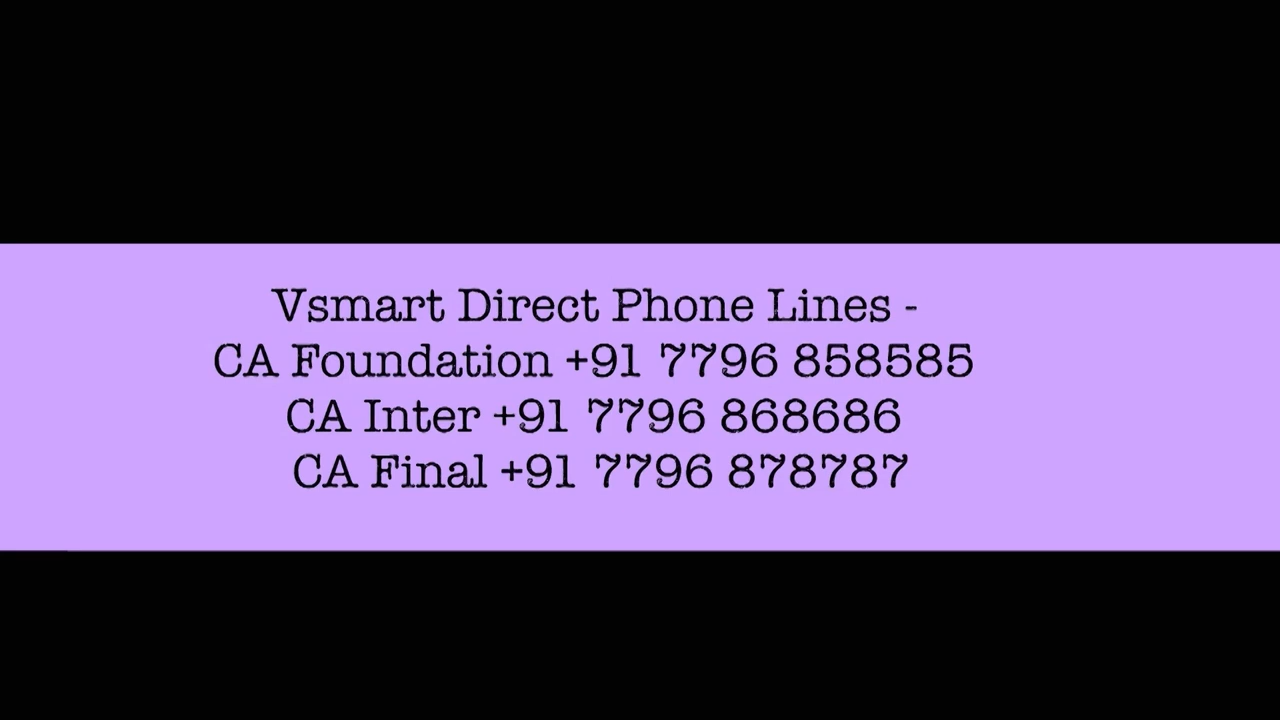 Vsmart Direct Phone Lines -
CA Foundation +91 7796 858585
CA Inter +91 7796 868686
CA Final +91 7796 878787